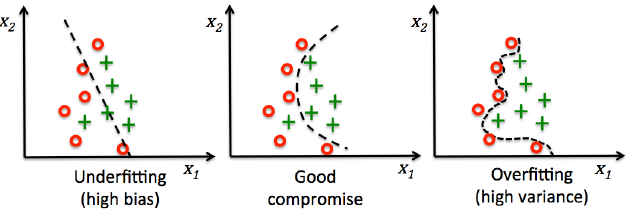 x2
x1
Underfitting
(high bias)
x2
x1
Good
compromise
x2
x1
Overfitting
(high variance)